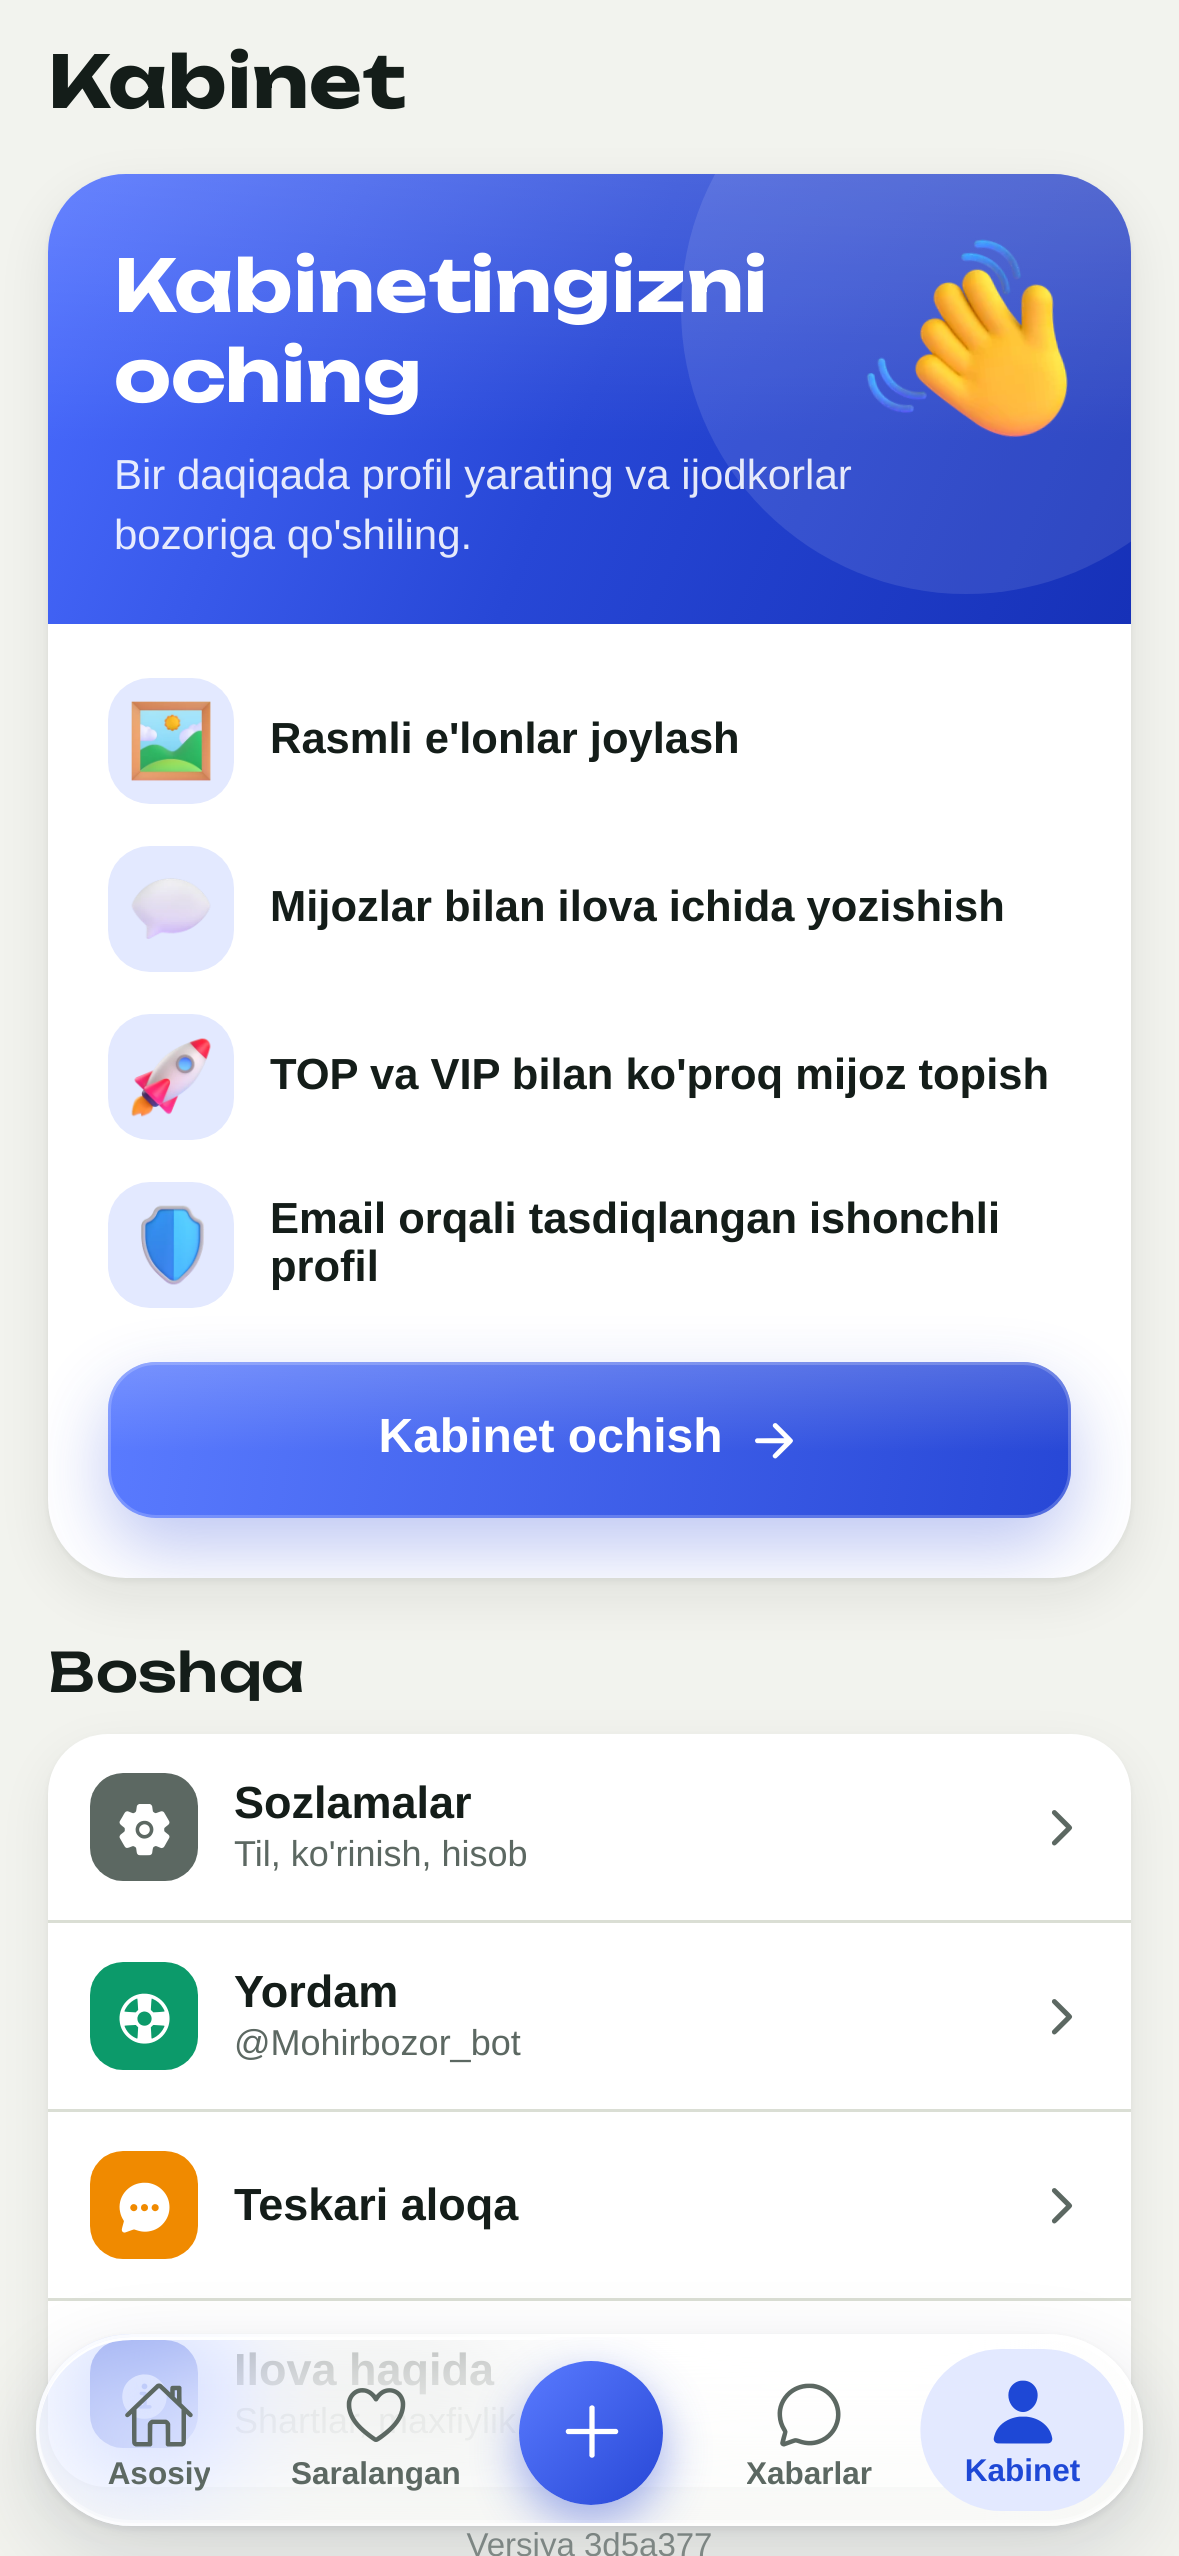 Kabinet
Kabinetingizni
oching
Bir daqiqada profil yarating va ijodkorlar
bozoriga qo'shiling.
Rasmli e'lonlar joylash
Mijozlar bilan ilova ichida yozishish
TOP va VIP bilan ko'proq mijoz topish
Email orqali tasdiqlangan ishonchli
profil
Kabinet ochish
Boshqa
Sozlamalar
Til, ko'rinish, hisob
Yordam
@Mohirbozor_bot
Teskari aloqa
Ilova haqida
Asosiy
Saralangan
Xabarlar
Kabinet
Versiya 3d5a377